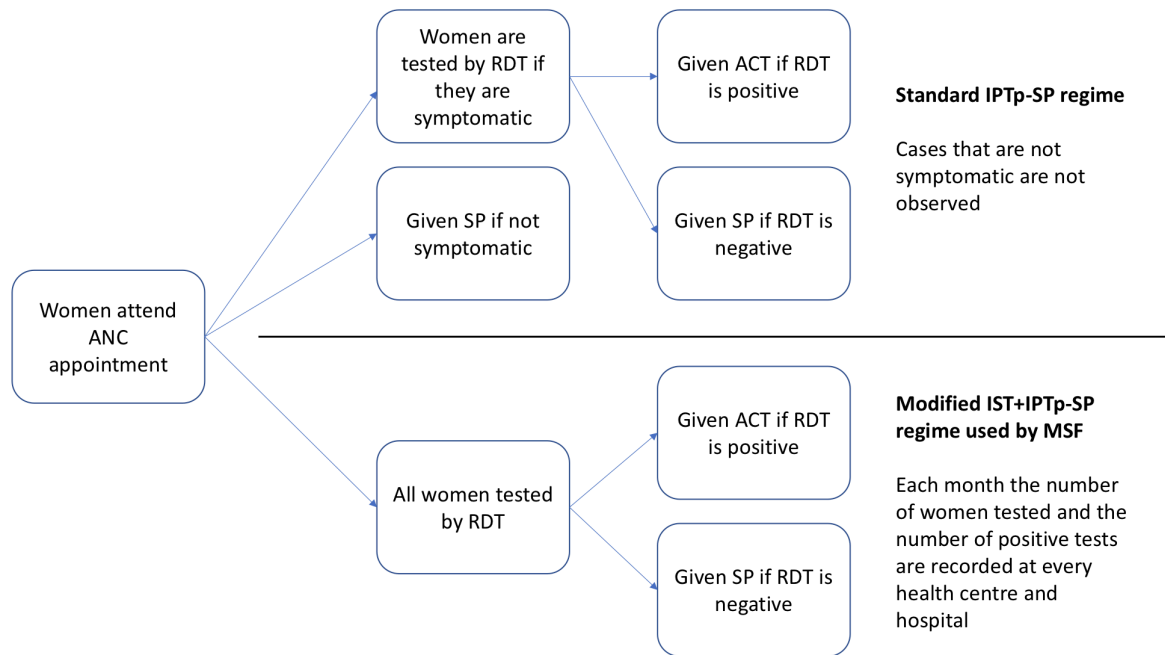 Women attend
ANC
appointment
Women are
tested by RDT if
they are
symptomatic
Given ACT if RDT
is positive
Given SP if not
symptomatic
Given SP if RDT is
negative
Standard IPTp-SP regime
Cases that are not
symptomatic are not
observed
All women tested
by RDT
Given ACT if RDT
is positive
Given SP if RDT is
negative
Modified IST+IPTp-SP
regime used by MSF
Each month the number
of women tested and the
number of positive tests
are recorded at every
health centre and
hospital